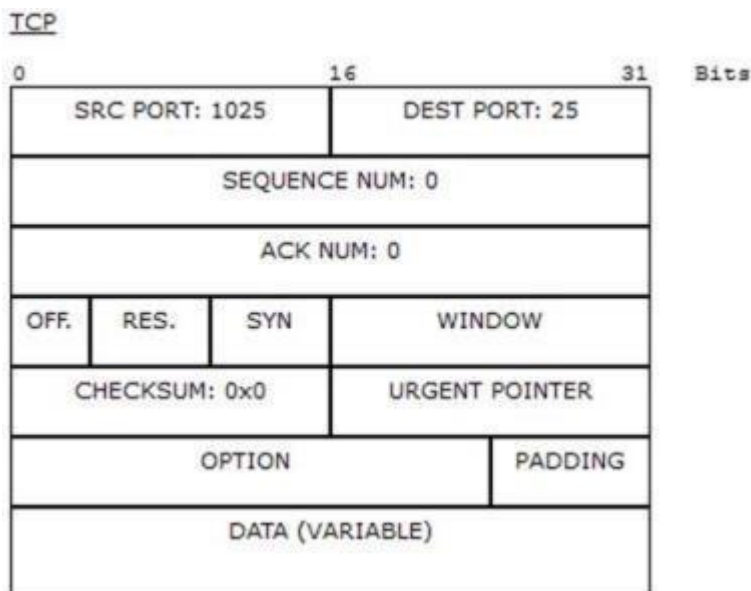 TCP
0 16 31 Bits
SRC PORT: 1025 DEST PORT: 25
SEQUENCE NUM: 0
ACK NUM: 0
OFF. RES. SYN WINDOW
CHECKSUM: 0x0 URGENT POINTER
OPTION PADDING
DATA (VARIABLE)